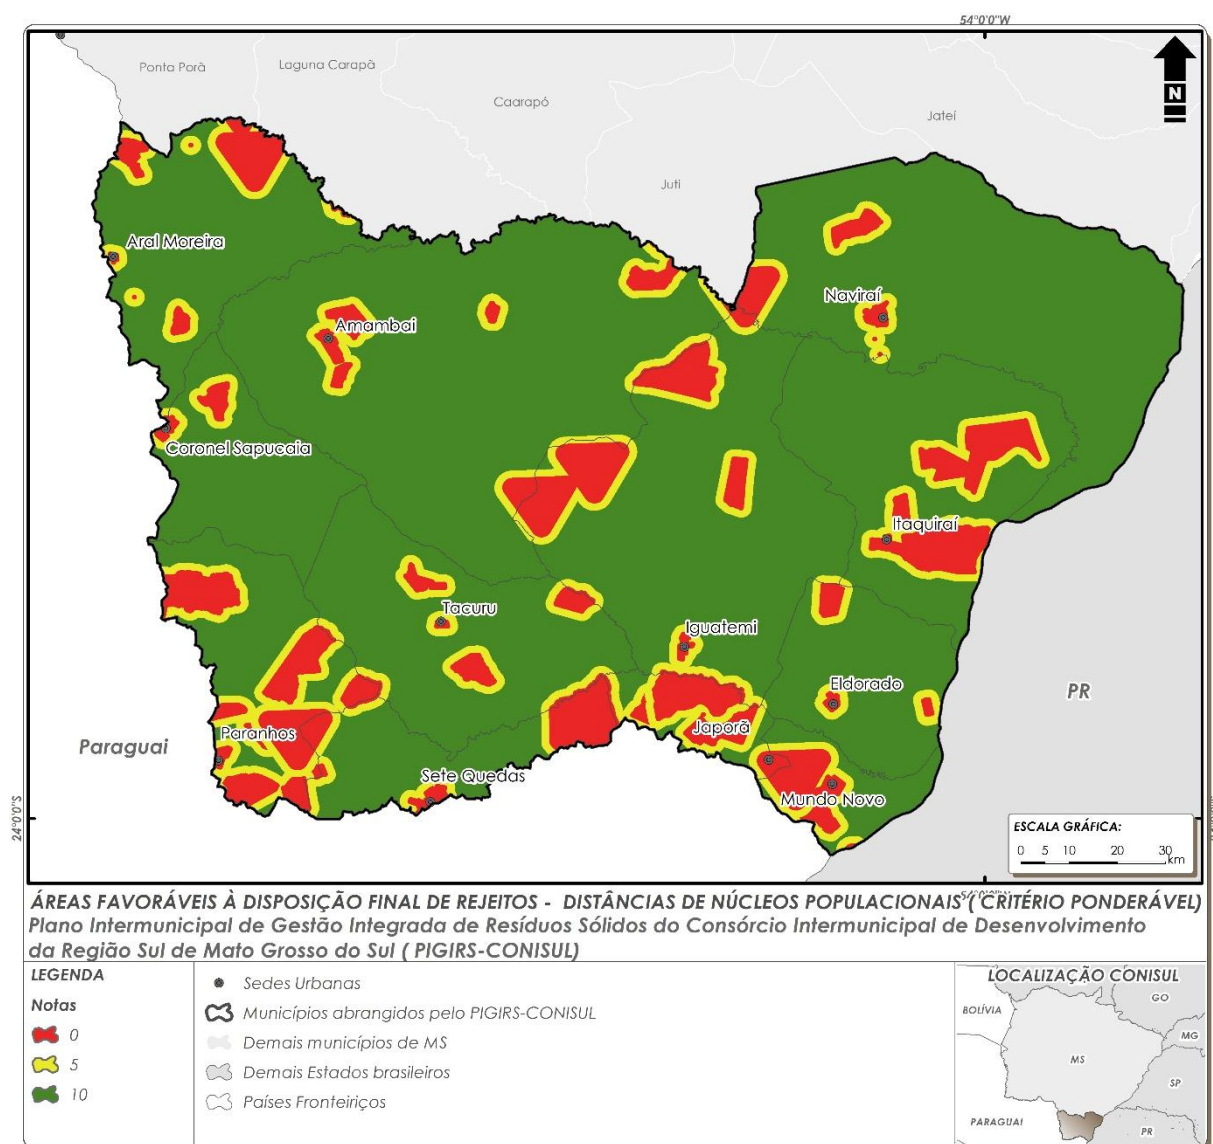 54°0'0"W
Ponta Porã
Laguna Carapã
Caarapó
Jateí
Juti
N
Aral Moreira
Naviraí
Amambai
Coronel Sapucaia
Itaquiraí
Tacuru
Iguatemi
Eldorado
PR
Japorã
Paranhos
Paraguai
Sete Quedas
Mundo Novo
24°0'0"S
ESCALA GRÁFICA:
0 5 10 20 30
km
54°0'0"W
ÁREAS FAVORÁVEIS À DISPOSIÇÃO FINAL DE REJEITOS - DISTÂNCIAS DE NÚCLEOS POPULACIONAIS ( CRITÉRIO PONDERÁVEL)
Plano Intermunicipal de Gestão Integrada de Resíduos Sólidos do Consórcio Intermunicipal de Desenvolvimento
da Região Sul de Mato Grosso do Sul ( PIGIRS-CONISUL)
LEGENDA
Notas
0
5
10
Sedes Urbanas
Municípios abrangidos pelo PIGIRS-CONISUL
Demais municípios de MS
Demais Estados brasileiros
Países Fronteiriços
LOCALIZAÇÃO CONISUL
GO
BOLÍVIA
MG
MS
SP
PARAGUAI
PR